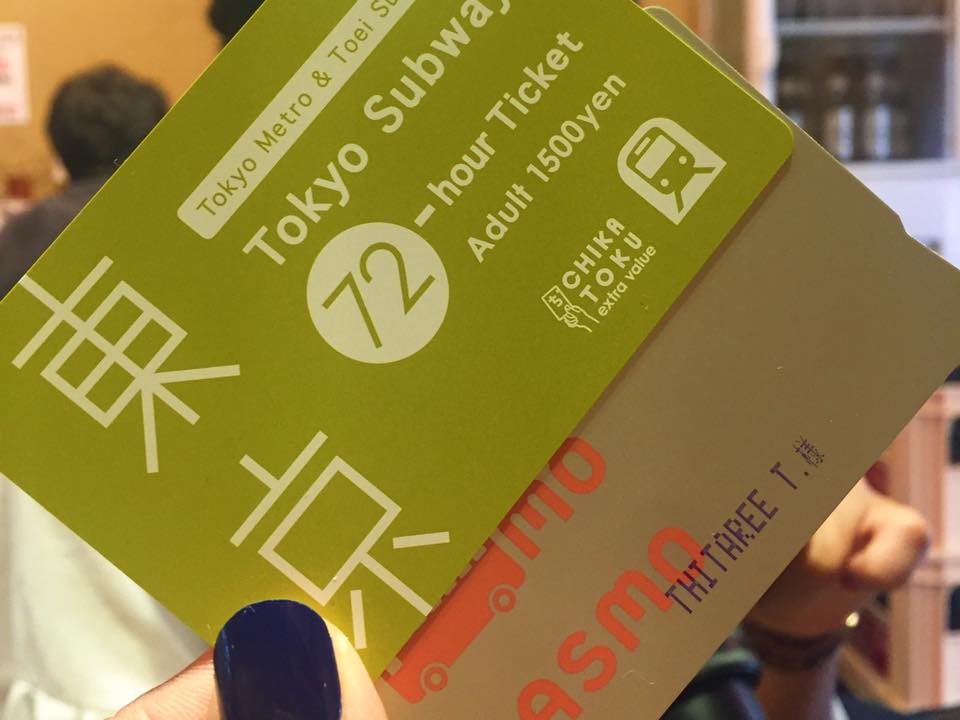 Tokyo Metro & Toei
Tokyo Subway
72-hour Ticket
Adult 1500yen
CHIKA
TOKU
extra value
東京
ASMO
THITAREE T.様